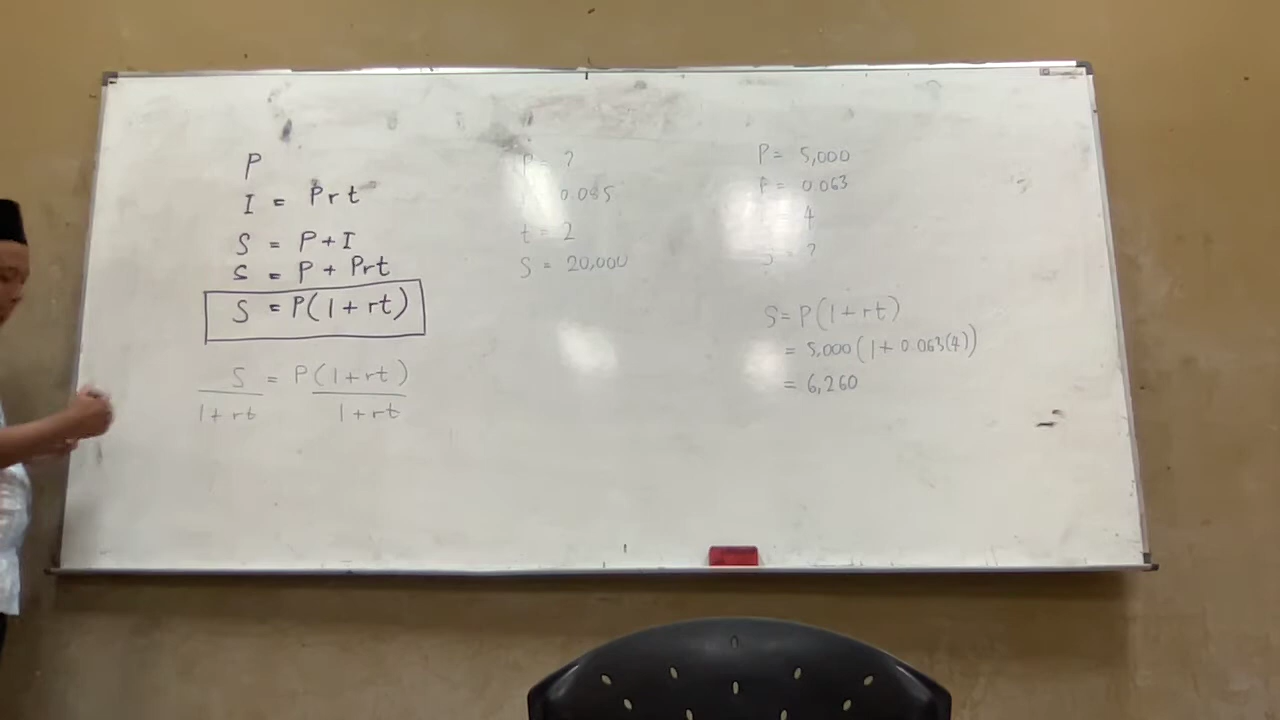 P
I = Prt
S = P+I
S = P + Prt
S = P(1+rt)
S = P(1+rt)
1+rt 1+rt
P = ?
0.085
t = 2
S = 20,000
P = 5,000
r = 0.063
4
S = ?
S = P(1+rt)
= 5,000(1+0.063(4))
= 6,260